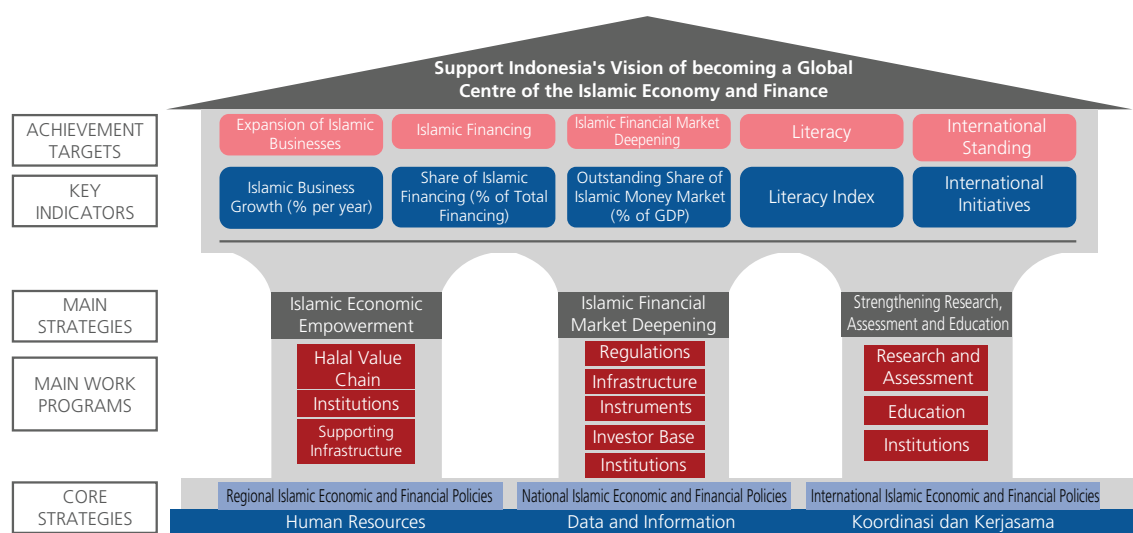 Support Indonesia's Vision of becoming a Global
Centre of the Islamic Economy and Finance
ACHIEVEMENT
TARGETS
Expansion of Islamic
Businesses
Islamic Financing
Islamic Financial Market
Deepening
Literacy
International
Standing
KEY
INDICATORS
Islamic Business
Growth (% per year)
Share of Islamic
Financing (% of Total
Financing)
Outstanding Share of
Islamic Money Market
(% of GDP)
Literacy Index
International
Initiatives
MAIN
STRATEGIES
Islamic Economic
Empowerment
Islamic Financial
Market Deepening
Strengthening Research,
Assessment and Education
MAIN WORK
PROGRAMS
Halal Value
Chain
Institutions
Supporting
Infrastructure
Regulations
Infrastructure
Instruments
Investor Base
Institutions
Research and
Assessment
Education
Institutions
CORE
STRATEGIES
Regional Islamic Economic and Financial Policies
National Islamic Economic and Financial Policies
International Islamic Economic and Financial Policies
Human Resources
Data and Information
Koordinasi dan Kerjasama